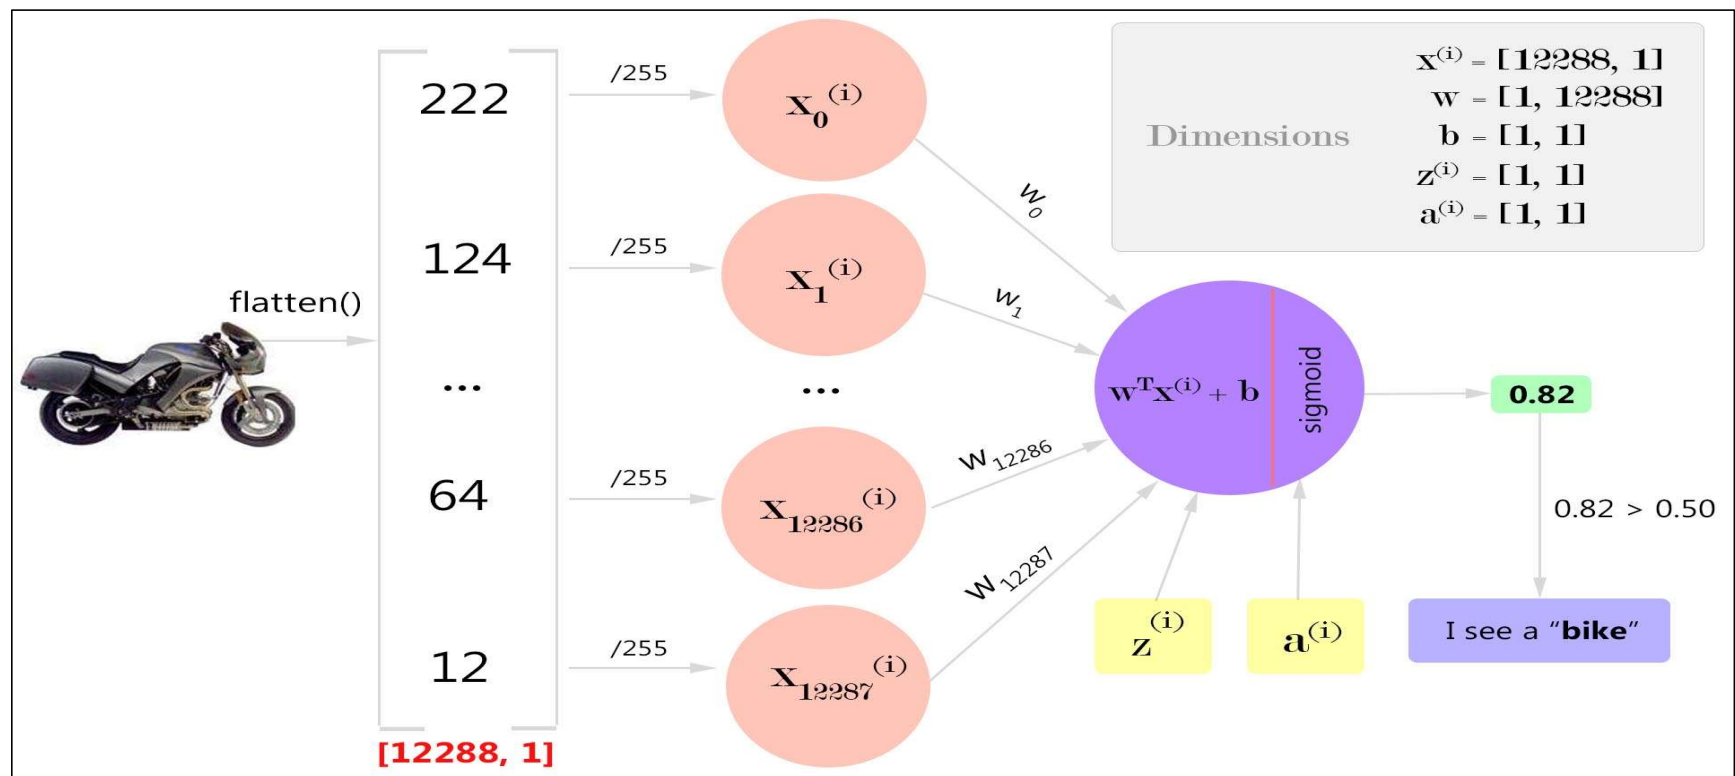 flatten()
222
124
...
64
12
[12288, 1]
/255
/255
/255
/255
x₀⁽ⁱ⁾
x₁⁽ⁱ⁾
...
x₁₂₂₈₆⁽ⁱ⁾
x₁₂₂₈₇⁽ⁱ⁾
w₀
w₁
w₁₂₂₈₆
w₁₂₂₈₇
Dimensions
x⁽ⁱ⁾ = [12288, 1]
w = [1, 12288]
b = [1, 1]
z⁽ⁱ⁾ = [1, 1]
a⁽ⁱ⁾ = [1, 1]
wᵀx⁽ⁱ⁾ + b
sigmoid
z⁽ⁱ⁾
a⁽ⁱ⁾
0.82
0.82 > 0.50
I see a “bike”